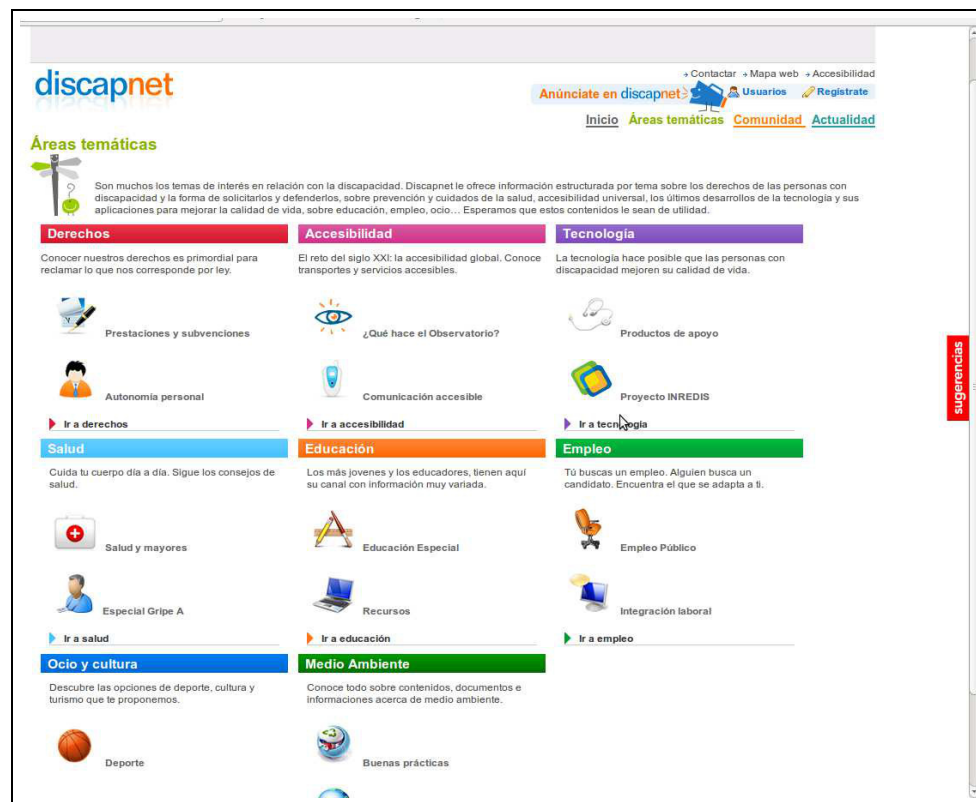 discapnet
Contactar Mapa web Accesibilidad
Anúnciate en discapnet Usuarios Regístrate
Inicio Áreas temáticas Comunidad Actualidad
Áreas temáticas
Son muchos los temas de interés en relación con la discapacidad. Discapnet le ofrece información estructurada por tema sobre los derechos de las personas con
discapacidad y la forma de solicitarlos y defenderlos, sobre prevención y cuidados de la salud, accesibilidad universal, los últimos desarrollos de la tecnología y sus
aplicaciones para mejorar la calidad de vida, sobre educación, empleo, ocio... Esperamos que estos contenidos le sean de utilidad.
Derechos
Conocer nuestros derechos es primordial para
reclamar lo que nos corresponde por ley.
Prestaciones y subvenciones
Autonomía personal
Ir a derechos
Accesibilidad
El reto del siglo XXI: la accesibilidad global. Conoce
transportes y servicios accesibles.
¿Qué hace el Observatorio?
Comunicación accesible
Ir a accesibilidad
Tecnología
La tecnología hace posible que las personas con
discapacidad mejoren su calidad de vida.
Productos de apoyo
Proyecto INREDIS
Ir a tecnología
sugerencias
Salud
Cuida tu cuerpo día a día. Sigue los consejos de
salud.
Salud y mayores
Especial Gripe A
Ir a salud
Educación
Los más jovenes y los educadores, tienen aquí
su canal con información muy variada.
Educación Especial
Recursos
Ir a educación
Empleo
Tú buscas un empleo. Alguien busca un
candidato. Encuentra el que se adapta a ti.
Empleo Público
Integración laboral
Ir a empleo
Ocio y cultura
Descubre las opciones de deporte, cultura y
turismo que te proponemos.
Deporte
Medio Ambiente
Conoce todo sobre contenidos, documentos e
informaciones acerca de medio ambiente.
Buenas prácticas